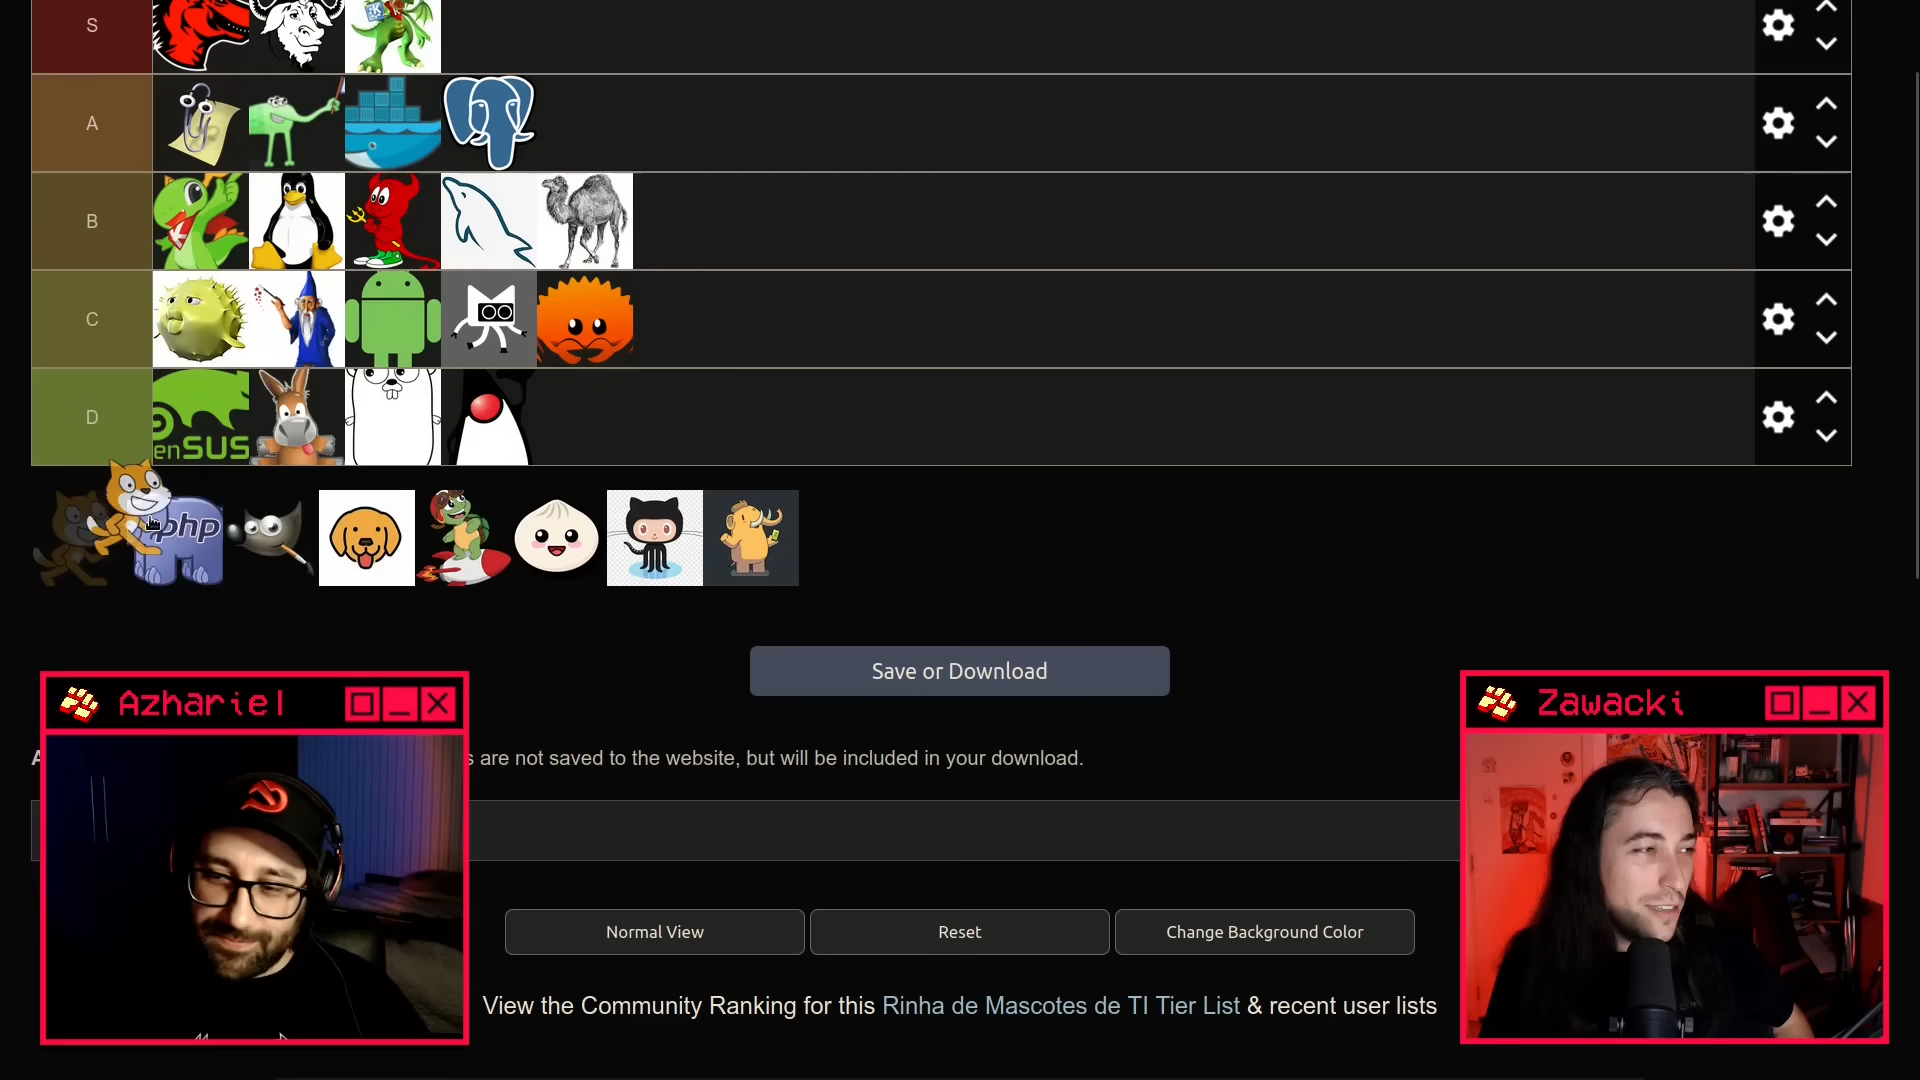 S
A
B
C
D
enSUS
php
Save or Download
Azhariel
Zawacki
A
s are not saved to the website, but will be included in your download.
Normal View
Reset
Change Background Color
View the Community Ranking for this Rinha de Mascotes de TI Tier List & recent user lists